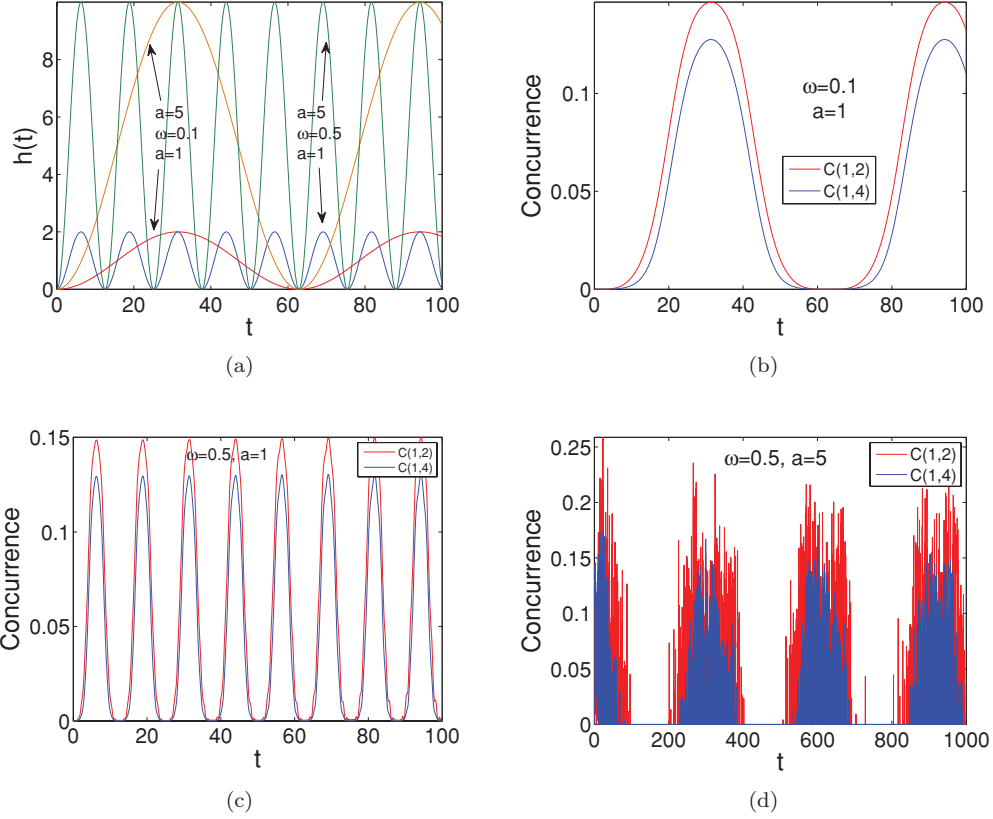 h(t)
8
6
4
2
0
a=5
ω=0.1
a=1
a=5
ω=0.5
a=1
0 20 40 60 80 100
t
(a)
Concurrence
0.1
0.05
0
ω=0.1
a=1
C(1,2)
C(1,4)
0 20 40 60 80 100
t
(b)
Concurrence
0.15
0.1
0.05
0
ω=0.5, a=1
C(1,2)
C(1,4)
0 20 40 60 80 100
t
(c)
Concurrence
0.25
0.2
0.15
0.1
0.05
0
ω=0.5, a=5
C(1,2)
C(1,4)
0 200 400 600 800 1000
t
(d)